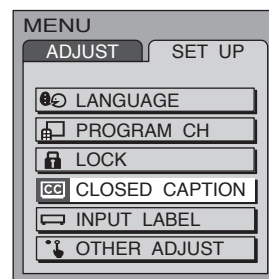 MENU
ADJUST SET UP
LANGUAGE
PROGRAM CH
LOCK
CC CLOSED CAPTION
INPUT LABEL
OTHER ADJUST